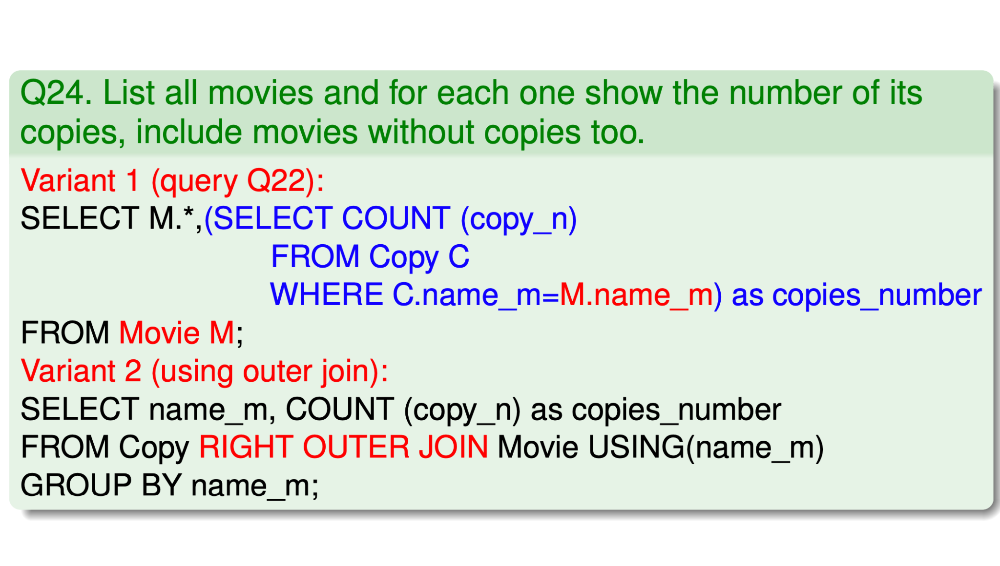 Q24. List all movies and for each one show the number of its
copies, include movies without copies too.
Variant 1 (query Q22):
SELECT M.*,(SELECT COUNT (copy_n)
FROM Copy C
WHERE C.name_m=M.name_m) as copies_number
FROM Movie M;
Variant 2 (using outer join):
SELECT name_m, COUNT (copy_n) as copies_number
FROM Copy RIGHT OUTER JOIN Movie USING(name_m)
GROUP BY name_m;